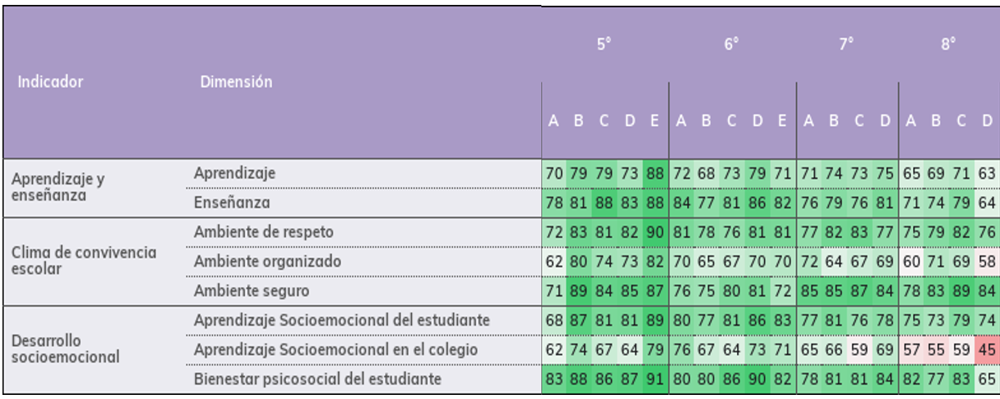 5° 6° 7° 8°
Indicador Dimensión
A B C D E A B C D E A B C D A B C D
Aprendizaje y enseñanza
Aprendizaje 70 79 79 73 88 72 68 73 79 71 71 74 73 75 65 69 71 63
Enseñanza 78 81 88 83 88 84 77 81 86 82 76 79 76 81 71 74 79 64
Clima de convivencia escolar
Ambiente de respeto 72 83 81 82 90 81 78 76 81 81 77 82 83 77 75 79 82 76
Ambiente organizado 62 80 74 73 82 70 65 67 70 70 72 64 67 69 60 71 69 58
Ambiente seguro 71 89 84 85 87 76 75 80 81 72 85 85 87 84 78 83 89 84
Desarrollo socioemocional
Aprendizaje Socioemocional del estudiante 68 87 81 81 89 80 77 81 86 83 77 81 76 78 75 73 79 74
Aprendizaje Socioemocional en el colegio 62 74 67 64 79 76 67 64 73 71 65 66 59 69 57 55 59 45
Bienestar psicosocial del estudiante 83 88 86 87 91 80 80 86 90 82 78 81 81 84 82 77 83 65